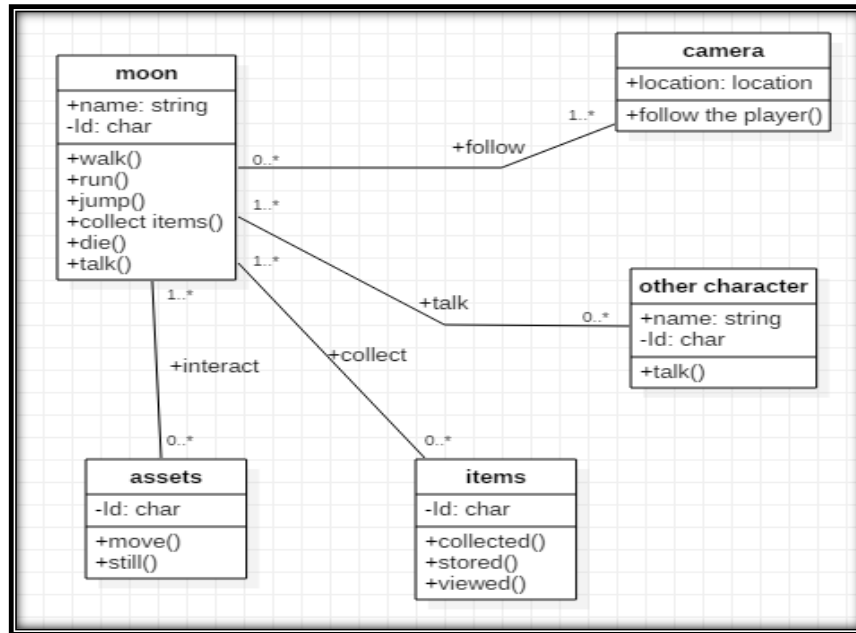 moon
+name: string
-Id: char
+walk()
+run()
+jump()
+collect items()
+die()
+talk()
camera
+location: location
+follow the player()
0..*
+follow
1..*
1..*
+talk
0..*
other character
+name: string
-Id: char
+talk()
1..*
+collect
0..*
1..*
+interact
0..*
assets
-Id: char
+move()
+still()
items
-Id: char
+collected()
+stored()
+viewed()